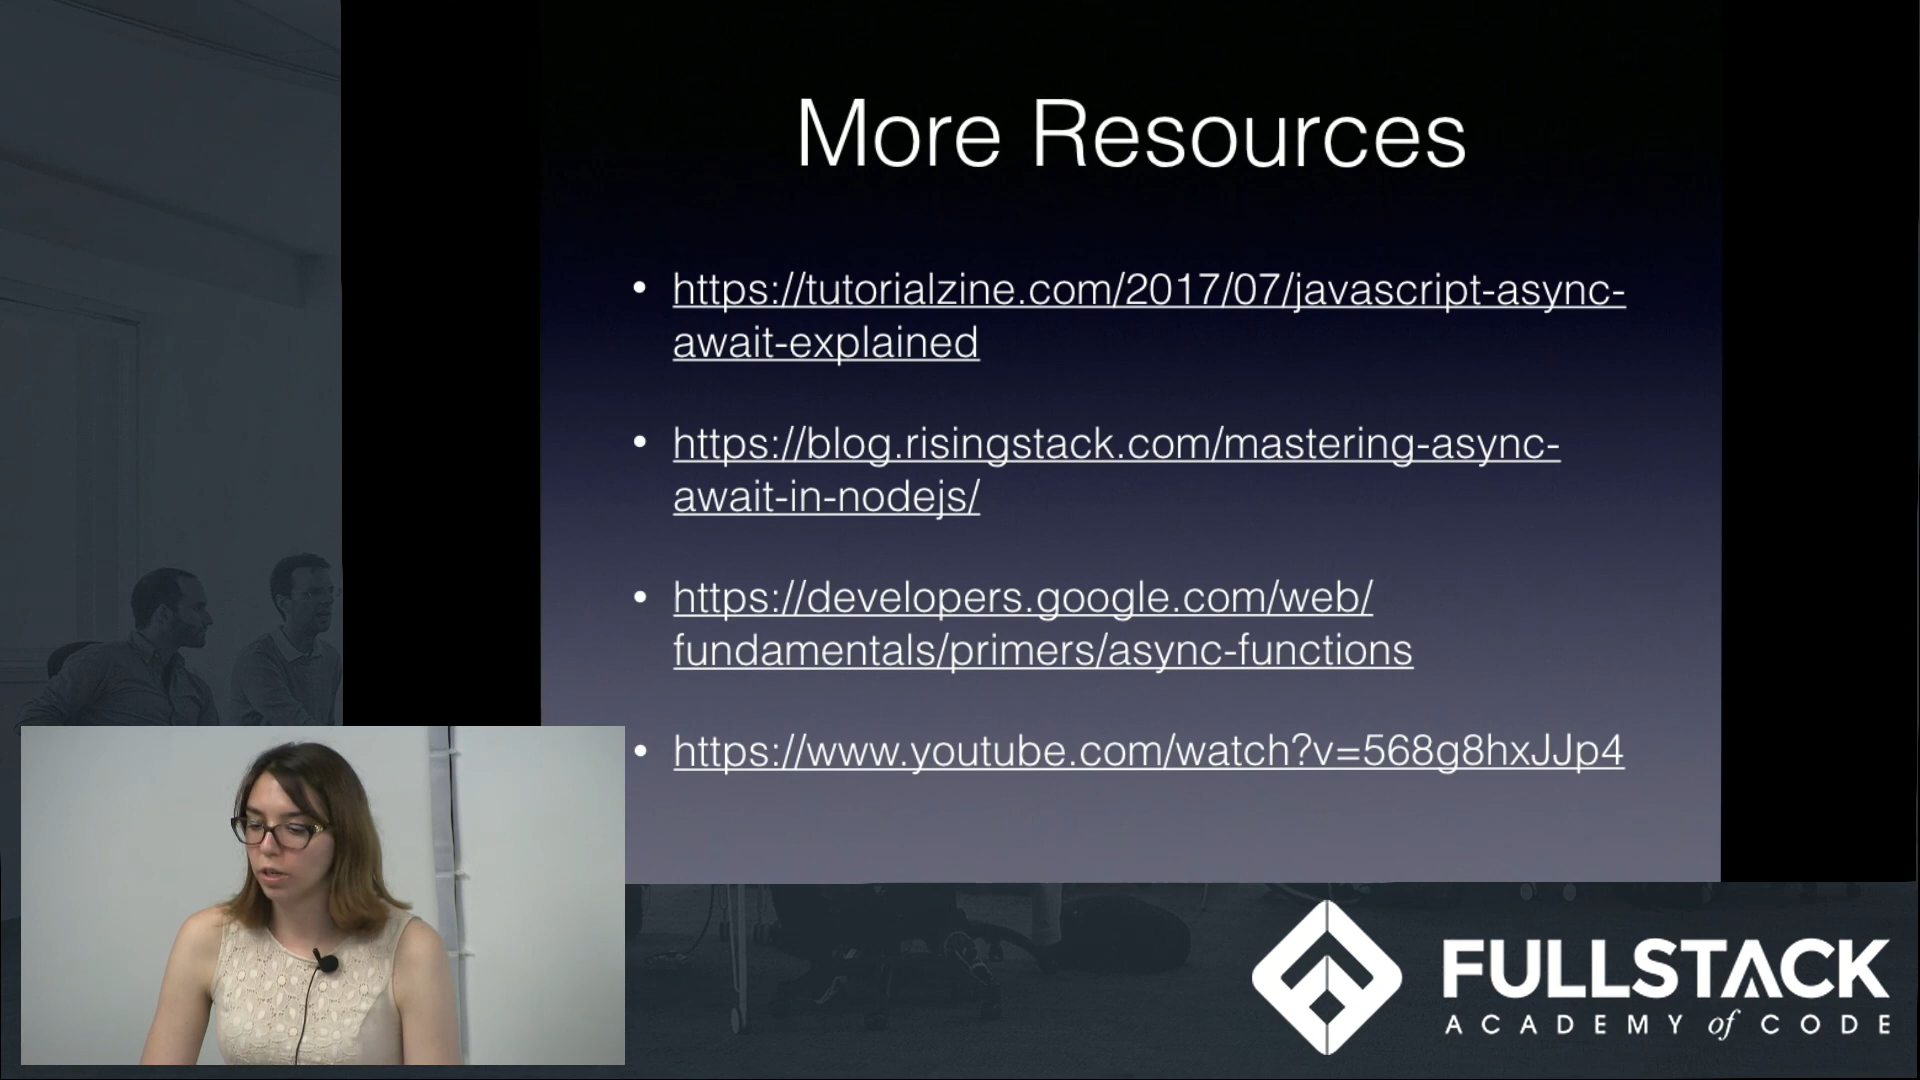 More Resources
• https://tutorialzine.com/2017/07/javascript-async-
await-explained
• https://blog.risingstack.com/mastering-async-
await-in-nodejs/
• https://developers.google.com/web/
fundamentals/primers/async-functions
• https://www.youtube.com/watch?v=568g8hxJJp4
FULLSTACK
ACADEMY of CODE